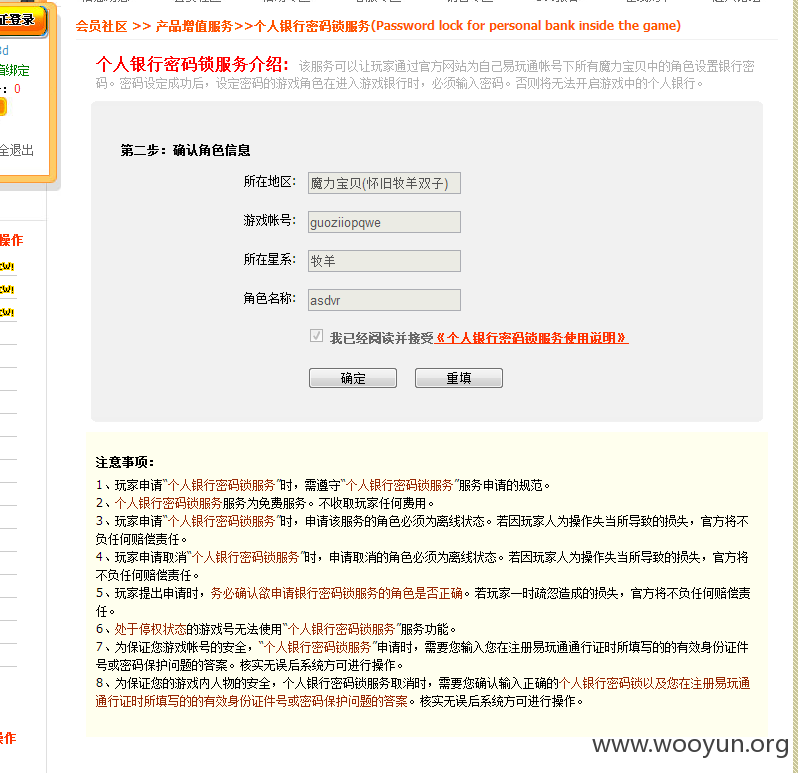 会员社区 >> 产品增值服务>>个人银行密码锁服务(Password lock for personal bank inside the game)
证登录
个人银行密码锁服务介绍： 该服务可以让玩家通过官方网站为自己易玩通帐号下所有魔力宝贝中的角色设置银行密
码。密码设定成功后，设定密码的游戏角色在进入游戏银行时，必须输入密码。否则将无法开启游戏中的个人银行。
绑定
：0
全退出
第二步：确认角色信息
所在地区： 魔力宝贝(怀旧牧羊双子)
游戏帐号： guoziiopqwe
所在星系： 牧羊
角色名称： asdvr
我已经阅读并接受《个人银行密码锁服务使用说明》
确定 重填
操作
注意事项：
1、玩家申请“个人银行密码锁服务”时，需遵守“个人银行密码锁服务”服务申请的规范。
2、个人银行密码锁服务服务为免费服务。不收取玩家任何费用。
3、玩家申请“个人银行密码锁服务”时，申请该服务的角色必须为离线状态。若因玩家人为操作失当所导致的损失，官方将不
负任何赔偿责任。
4、玩家申请取消“个人银行密码锁服务”时，申请取消的角色必须为离线状态。若因玩家人为操作失当所导致的损失，官方将
不负任何赔偿责任。
5、玩家提出申请时，务必确认欲申请银行密码锁服务的角色是否正确。若玩家一时疏忽造成的损失，官方将不负任何赔偿责
任。
6、处于停权状态的游戏号无法使用“个人银行密码锁服务”服务功能。
7、为保证您游戏帐号的安全，“个人银行密码锁服务”申请时，需要您输入您在注册易玩通通行证时所填写的的有效身份证件
号或密码保护问题的答案。核实无误后系统方可进行操作。
8、为保证您的游戏内人物的安全，个人银行密码锁服务取消时，需要您确认输入正确的个人银行密码锁以及您在注册易玩通
通行证时所填写的的有效身份证件号或密码保护问题的答案。核实无误后系统方可进行操作。
操作
www.wooyun.org